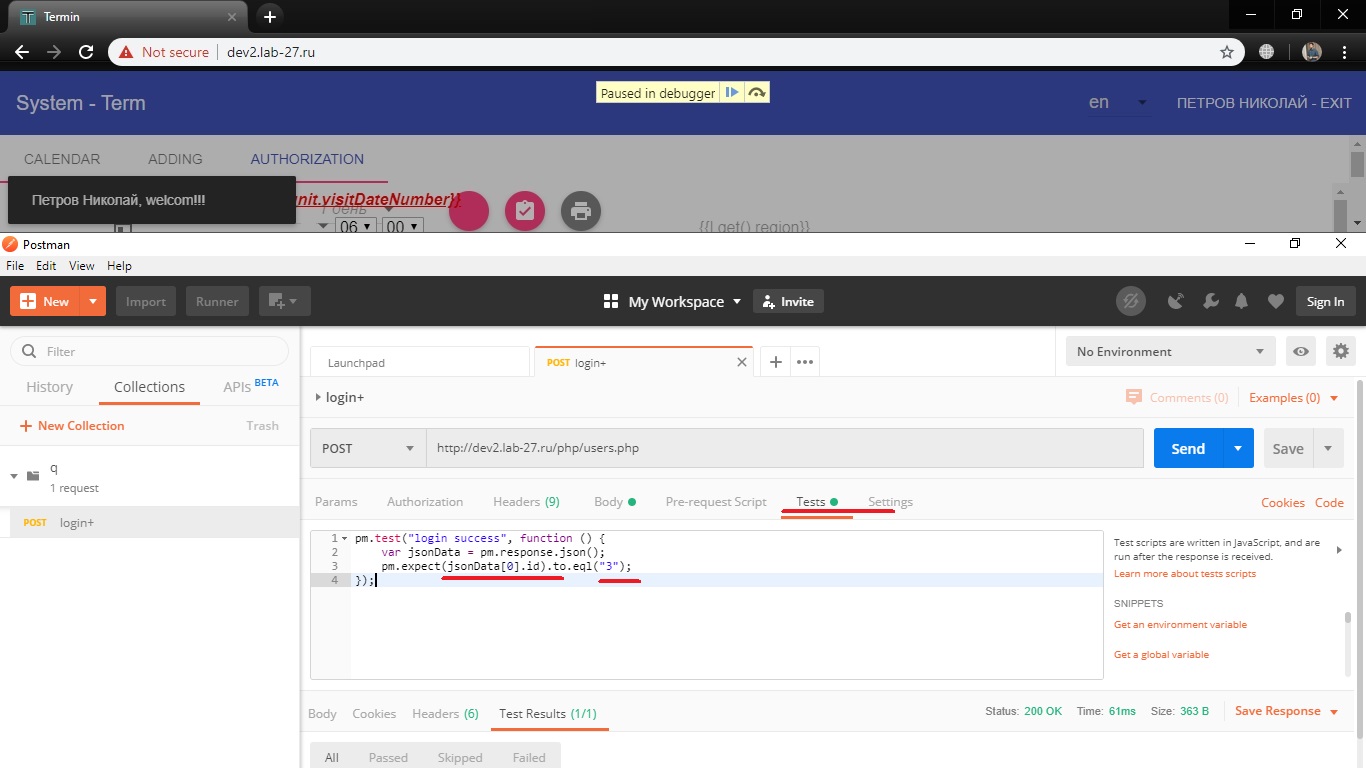 Termin
Not secure dev2.lab-27.ru
Paused in debugger
System - Term en ПЕТРОВ НИКОЛАЙ - EXIT
CALENDAR ADDING AUTHORIZATION
Петров Николай, welcom!!!
nit.visitDateNumber}}
1 день
06 00
{{l.get() region}}
Postman
File Edit View Help
New Import Runner My Workspace Invite Sign In
Filter
Launchpad POST login+ No Environment
History Collections APIs BETA
login+ Comments (0) Examples (0)
New Collection Trash
POST http://dev2.lab-27.ru/php/users.php Send Save
q
1 request
Params Authorization Headers (9) Body Pre-request Script Tests Settings Cookies Code
POST login+
1 pm.test("login success", function () {
2 var jsonData = pm.response.json();
3 pm.expect(jsonData[0].id).to.eql("3");
4 });
Test scripts are written in JavaScript, and are
run after the response is received.
Learn more about tests scripts
SNIPPETS
Get an environment variable
Get a global variable
Body Cookies Headers (6) Test Results (1/1) Status: 200 OK Time: 61ms Size: 363 B Save Response
All Passed Skipped Failed